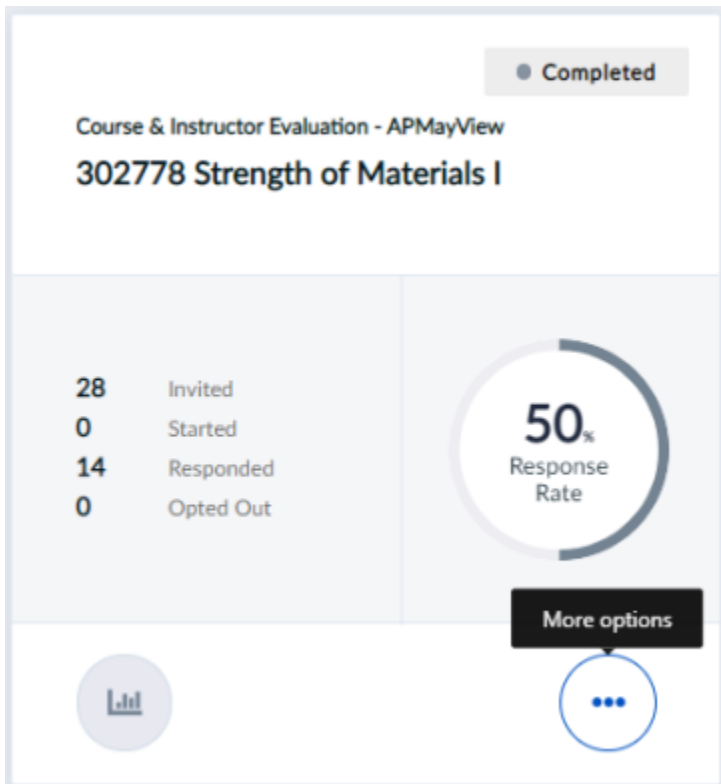 Completed
Course & Instructor Evaluation - APMayView
302778 Strength of Materials I
28 Invited
0 Started
14 Responded
0 Opted Out
50%
Response
Rate
More options